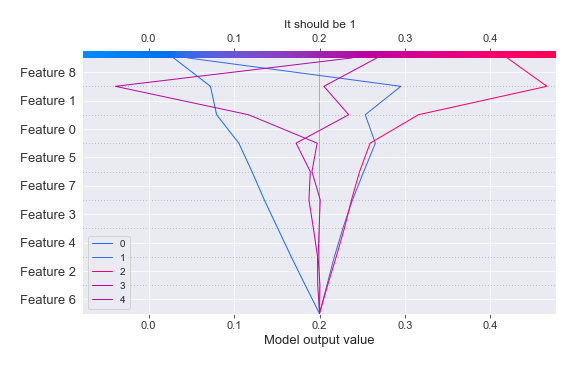 It should be 1
0.0 0.1 0.2 0.3 0.4
Feature 8
Feature 1
Feature 0
Feature 5
Feature 7
Feature 3
Feature 4
Feature 2
Feature 6
0
1
2
3
4
0.0 0.1 0.2 0.3 0.4
Model output value